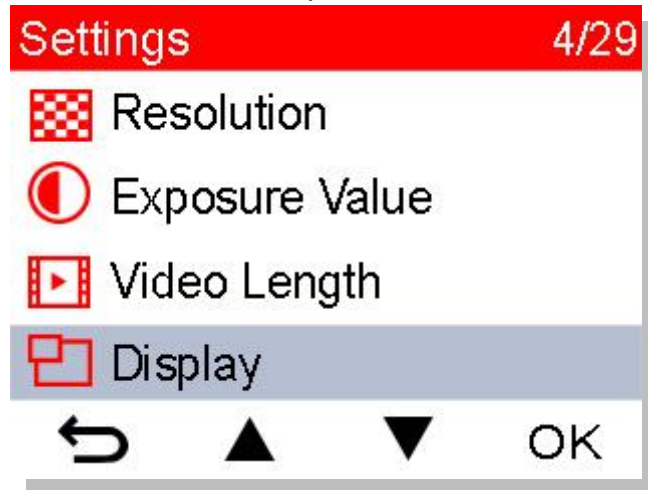 Settings 4/29
Resolution
Exposure Value
Video Length
Display
OK